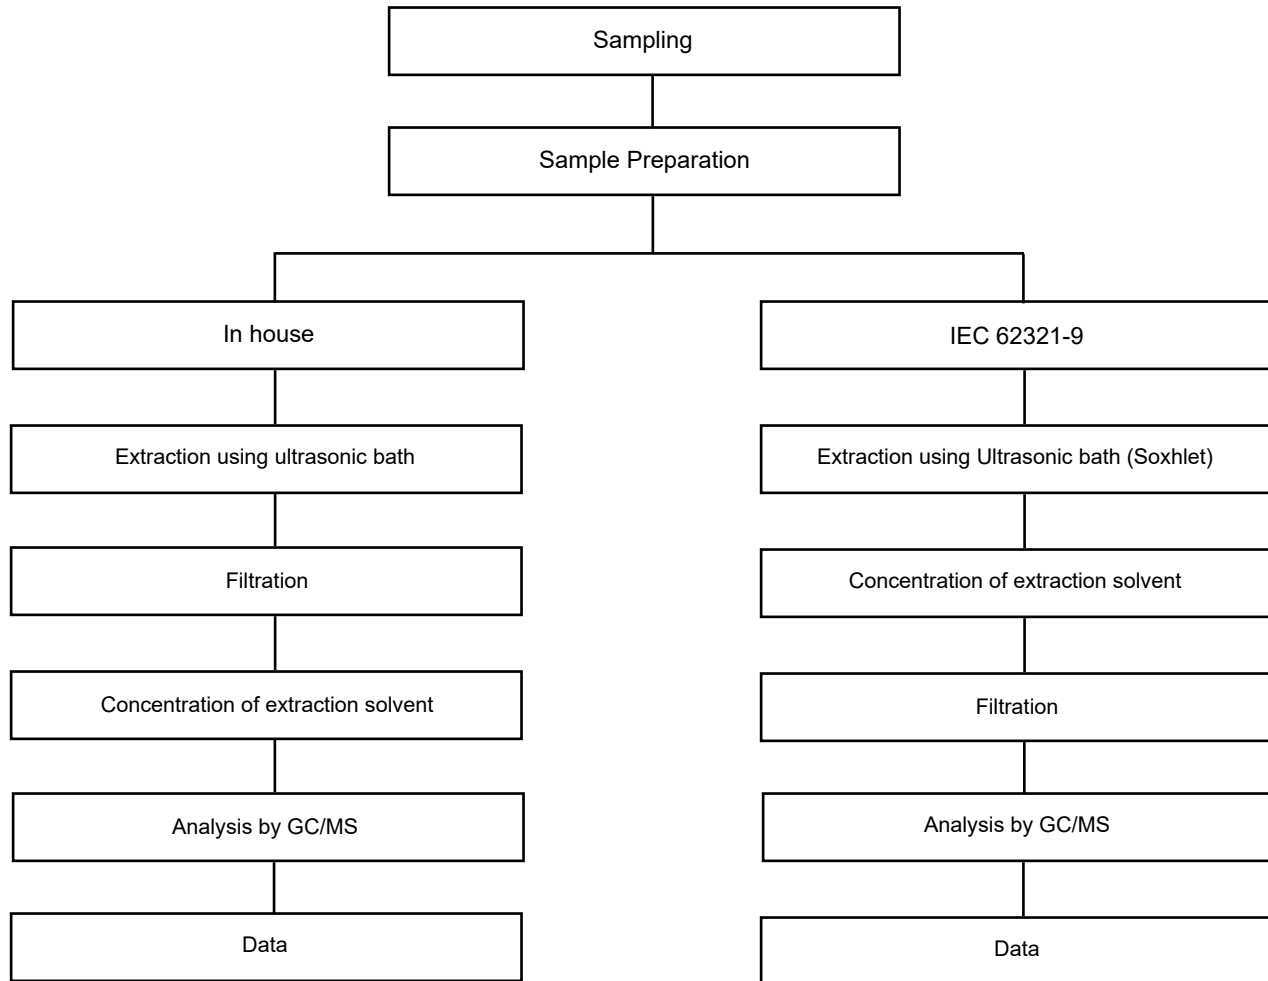 Sampling
Sample Preparation
In house
IEC 62321-9
Extraction using ultrasonic bath
Extraction using Ultrasonic bath (Soxhlet)
Filtration
Concentration of extraction solvent
Concentration of extraction solvent
Filtration
Analysis by GC/MS
Analysis by GC/MS
Data
Data